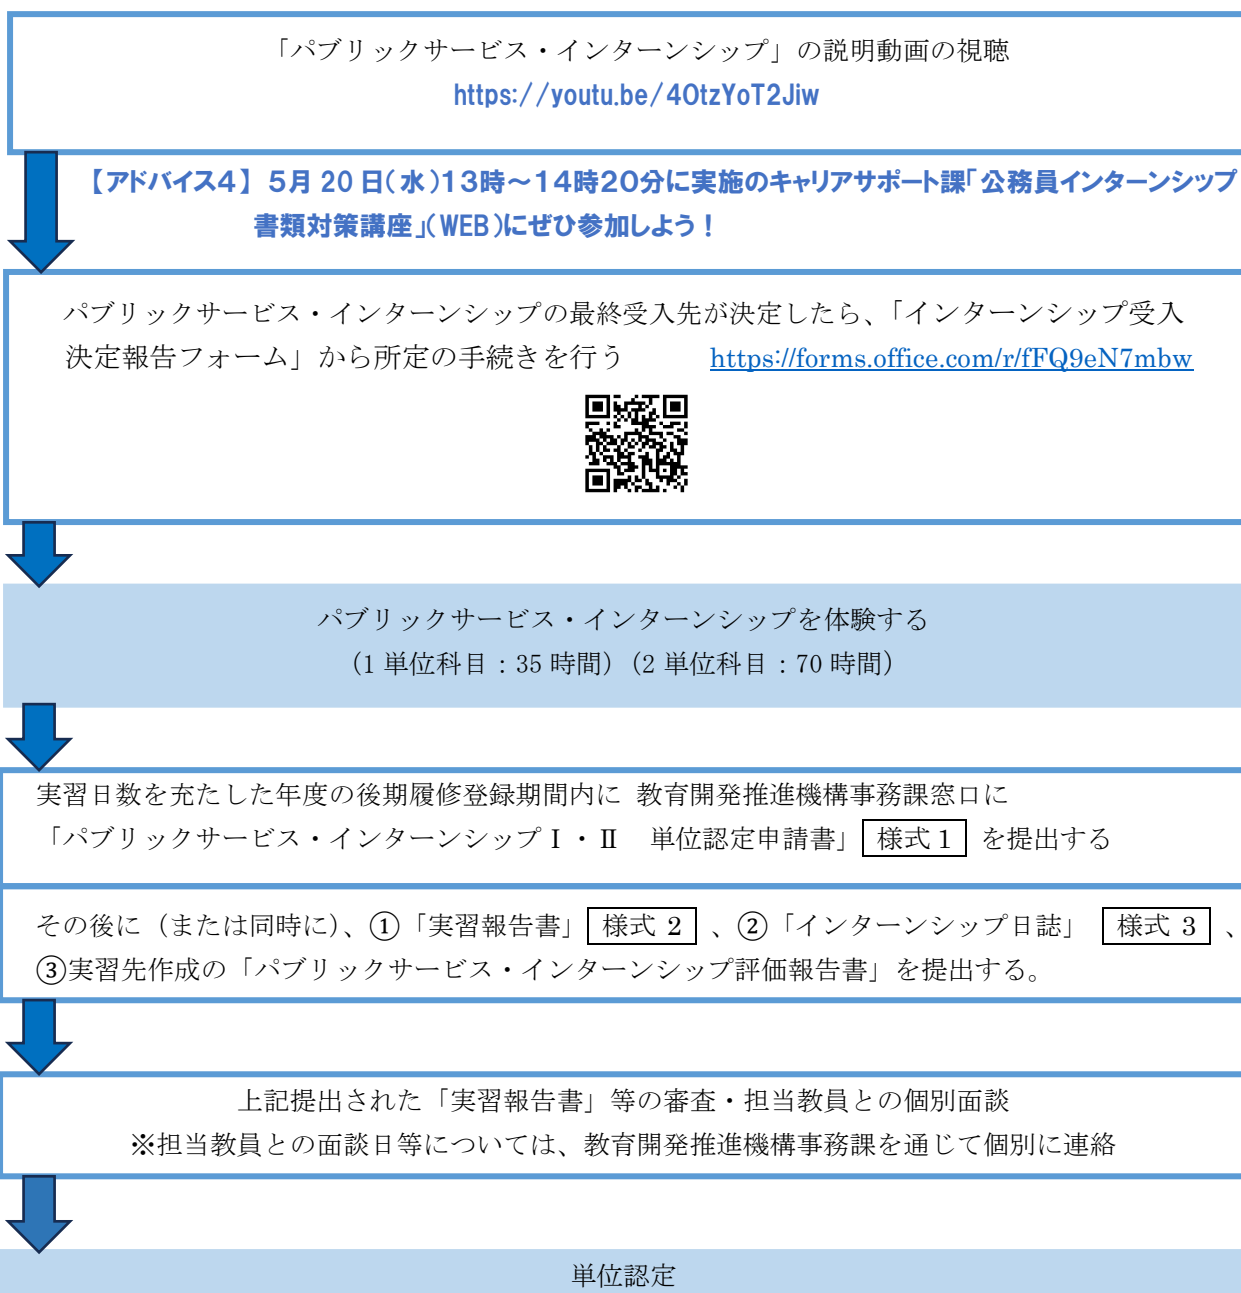 「パブリックサービス・インターンシップ」の説明動画の視聴
https://youtu.be/4OtzYoT2Jiw
【アドバイス4】 5月 20 日(水)13時～14時20分に実施のキャリアサポート課「公務員インターンシップ
書類対策講座」(WEB)にぜひ参加しよう！
パブリックサービス・インターンシップの最終受入先が決定したら、「インターンシップ受入
決定報告フォーム」から所定の手続きを行う https://forms.office.com/r/fFQ9eN7mbw
パブリックサービス・インターンシップを体験する
（1 単位科目：35 時間）（2 単位科目：70 時間）
実習日数を充たした年度の後期履修登録期間内に 教育開発推進機構事務課窓口に
「パブリックサービス・インターンシップⅠ・Ⅱ 単位認定申請書」 様式 1 を提出する
その後に（または同時に）、①「実習報告書」 様式 2 、②「インターンシップ日誌」 様式 3 、
③実習先作成の「パブリックサービス・インターンシップ評価報告書」を提出する。
上記提出された「実習報告書」等の審査・担当教員との個別面談
※担当教員との面談日等については、教育開発推進機構事務課を通じて個別に連絡
単位認定